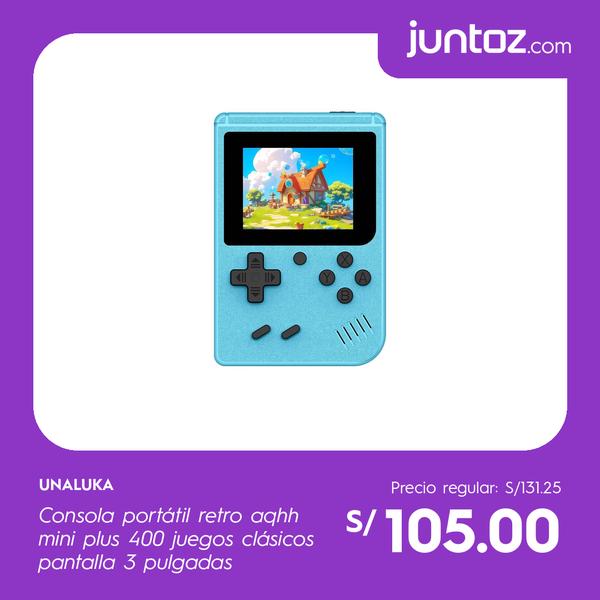 juntoz.com
X
Y
A
B
UNALUKA
Consola portátil retro aqhh
mini plus 400 juegos clásicos
pantalla 3 pulgadas
Precio regular: S/131.25
S/105.00